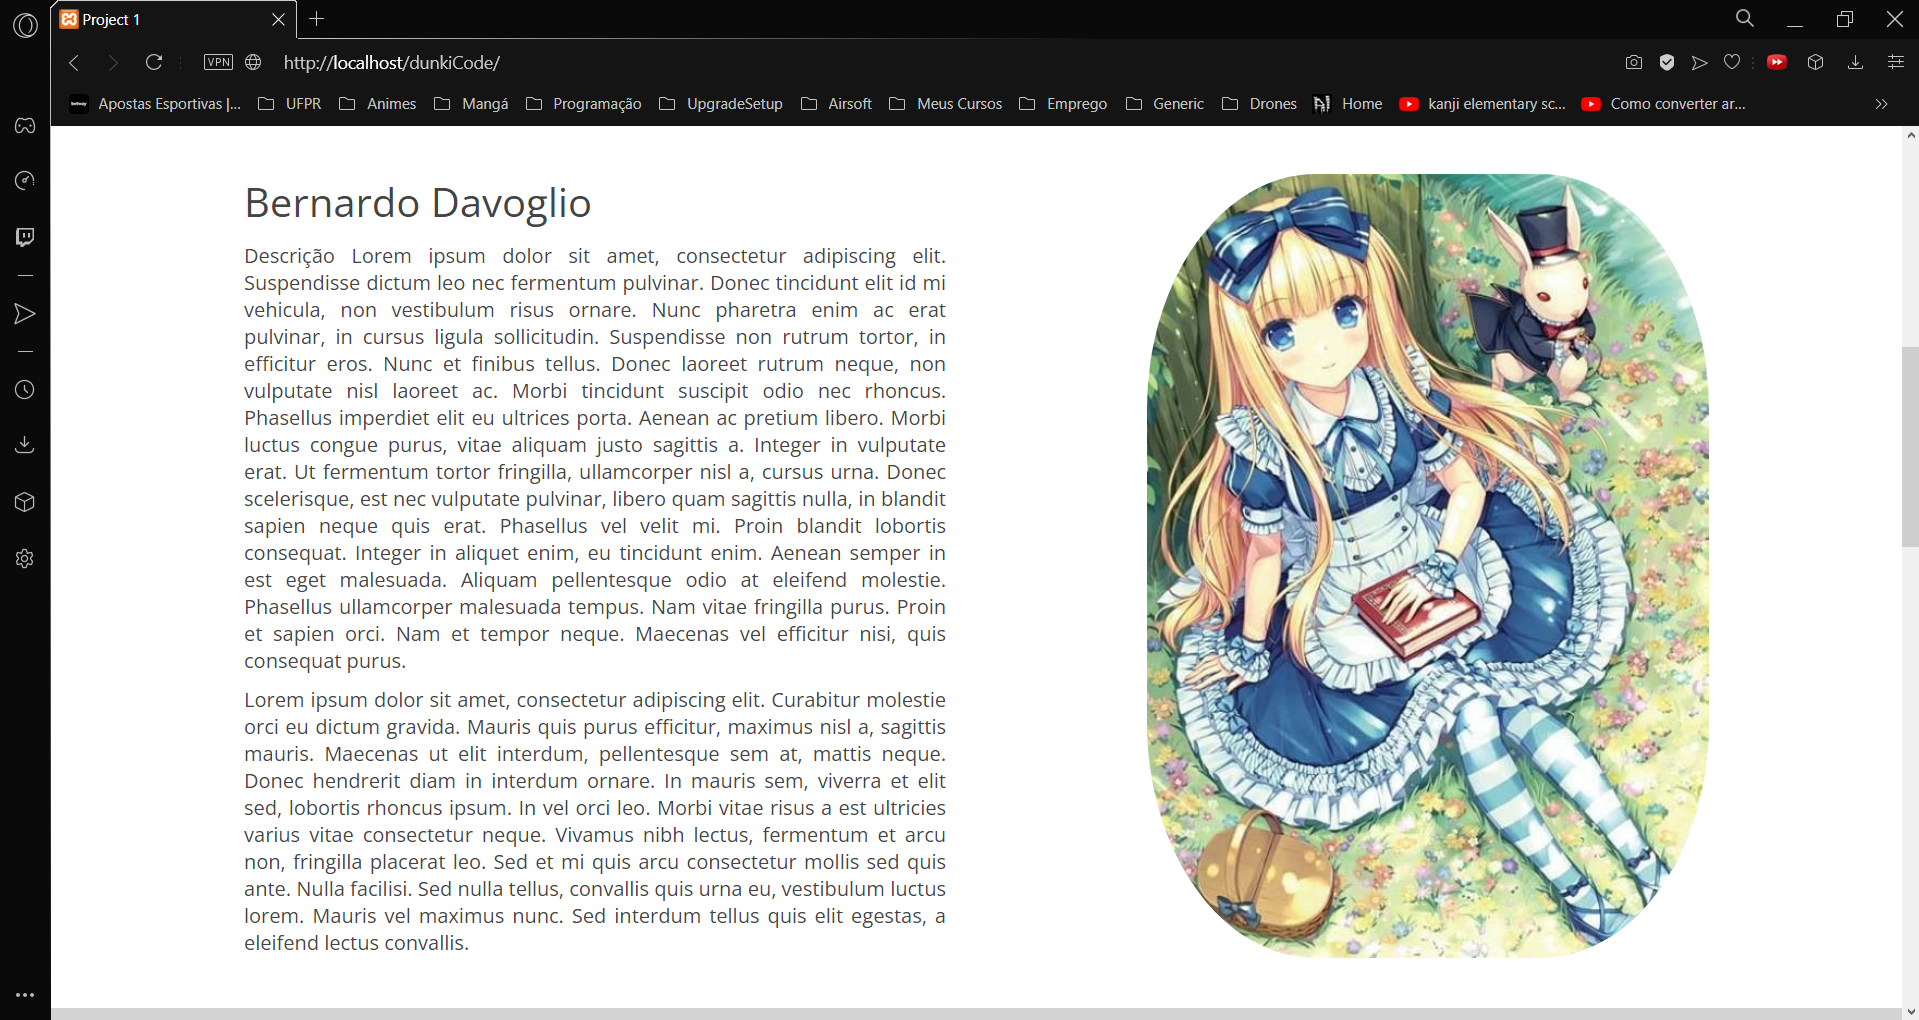 Project 1
VPN
http://localhost/dunkiCode/
Apostas Esportivas |...
UFPR
Animes
Mangá
Programação
UpgradeSetup
Airsoft
Meus Cursos
Emprego
Generic
Drones
Home
kanji elementary sc...
Como converter ar...
Bernardo Davoglio
Descrição Lorem ipsum dolor sit amet, consectetur adipiscing elit.
Suspendisse dictum leo nec fermentum pulvinar. Donec tincidunt elit id mi
vehicula, non vestibulum risus ornare. Nunc pharetra enim ac erat
pulvinar, in cursus ligula sollicitudin. Suspendisse non rutrum tortor, in
efficitur eros. Nunc et finibus tellus. Donec laoreet rutrum neque, non
vulputate nisl laoreet ac. Morbi tincidunt suscipit odio nec rhoncus.
Phasellus imperdiet elit eu ultrices porta. Aenean ac pretium libero. Morbi
luctus congue purus, vitae aliquam justo sagittis a. Integer in vulputate
erat. Ut fermentum tortor fringilla, ullamcorper nisl a, cursus urna. Donec
scelerisque, est nec vulputate pulvinar, libero quam sagittis nulla, in blandit
sapien neque quis erat. Phasellus vel velit mi. Proin blandit lobortis
consequat. Integer in aliquet enim, eu tincidunt enim. Aenean semper in
est eget malesuada. Aliquam pellentesque odio at eleifend molestie.
Phasellus ullamcorper malesuada tempus. Nam vitae fringilla purus. Proin
et sapien orci. Nam et tempor neque. Maecenas vel efficitur nisi, quis
consequat purus.
Lorem ipsum dolor sit amet, consectetur adipiscing elit. Curabitur molestie
orci eu dictum gravida. Mauris quis purus efficitur, maximus nisl a, sagittis
mauris. Maecenas ut elit interdum, pellentesque sem at, mattis neque.
Donec hendrerit diam in interdum ornare. In mauris sem, viverra et elit
sed, lobortis rhoncus ipsum. In vel orci leo. Morbi vitae risus a est ultricies
varius vitae consectetur neque. Vivamus nibh lectus, fermentum et arcu
non, fringilla placerat leo. Sed et mi quis arcu consectetur mollis sed quis
ante. Nulla facilisi. Sed nulla tellus, convallis quis urna eu, vestibulum luctus
lorem. Mauris vel maximus nunc. Sed interdum tellus quis elit egestas, a
eleifend lectus convallis.